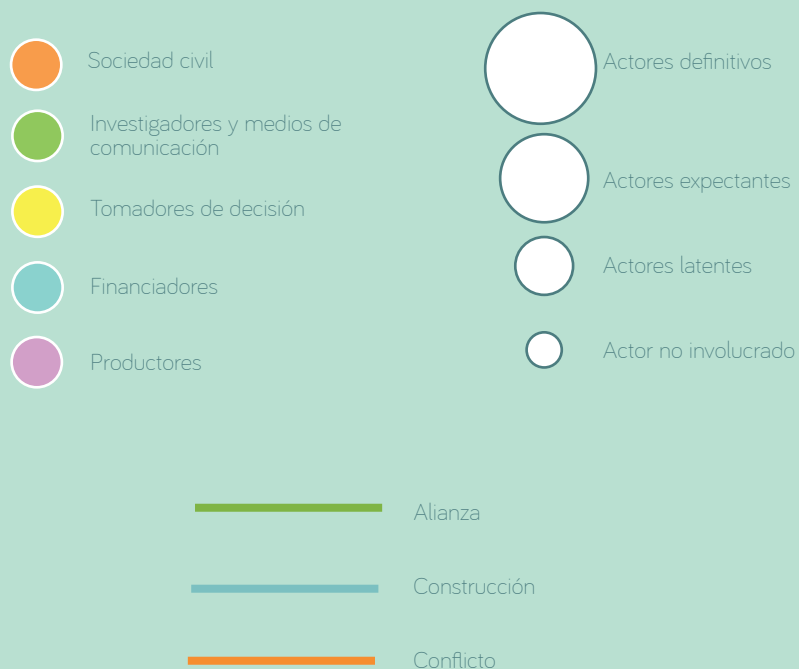 Sociedad civil
Investigadores y medios de
comunicación
Tomadores de decisión
Financiadores
Productores
Actores definitivos
Actores expectantes
Actores latentes
Actor no involucrado
Alianza
Construcción
Conflicto